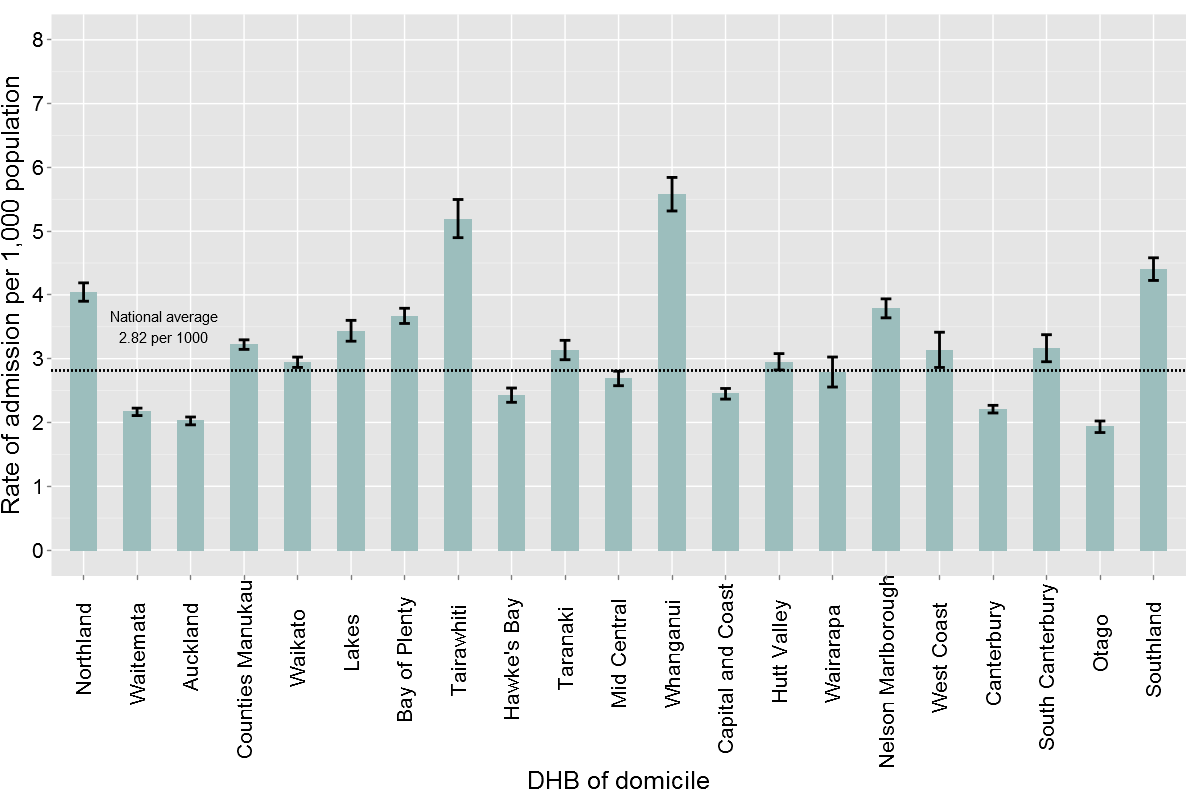 Rate of admission per 1,000 population
8
7
6
5
4
3
2
1
0
National average
2.82 per 1000
Northland
Waitemata
Auckland
Counties Manukau
Waikato
Lakes
Bay of Plenty
Tairawhiti
Hawke's Bay
Taranaki
Mid Central
Whanganui
Capital and Coast
Hutt Valley
Wairarapa
Nelson Marlborough
West Coast
Canterbury
South Canterbury
Otago
Southland
DHB of domicile